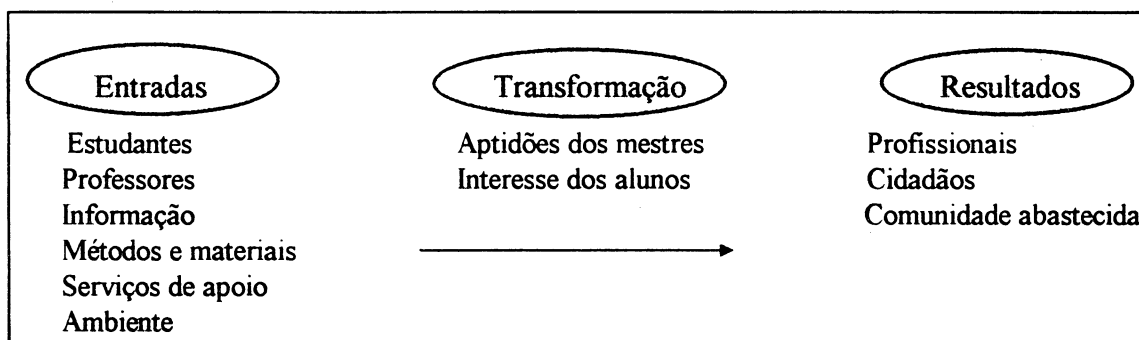 Entradas
Estudantes
Professores
Informação
Métodos e materiais
Serviços de apoio
Ambiente
Transformação
Aptidões dos mestres
Interesse dos alunos
Resultados
Profissionais
Cidadãos
Comunidade abastecida